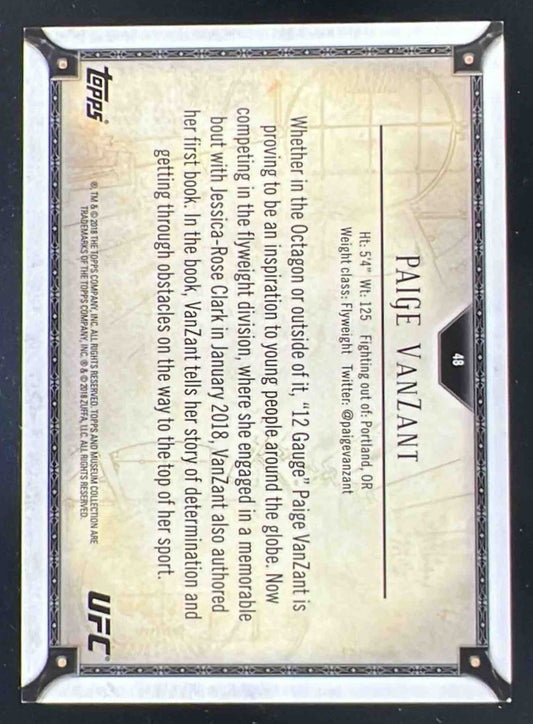 48
PAIGE VANZANT
Ht: 5'4" Wt: 125 Fighting out of: Portland, OR
Weight class: Flyweight Twitter: @paigevanzant
Whether in the Octagon or outside of it, “12 Gauge” Paige VanZant is
proving to be an inspiration to young people around the globe. Now
competing in the flyweight division, where she engaged in a memorable
bout with Jessica-Rose Clark in January 2018, VanZant also authored
her first book. In the book, VanZant tells her story of determination and
getting through obstacles on the way to the top of her sport.
topps®
®, TM & © 2018 THE TOPPS COMPANY, INC. ALL RIGHTS RESERVED. TOPPS AND MUSEUM COLLECTION ARE
TRADEMARKS OF THE TOPPS COMPANY, INC. ® & © 2018 ZUFFA, LLC. ALL RIGHTS RESERVED.
UFC®